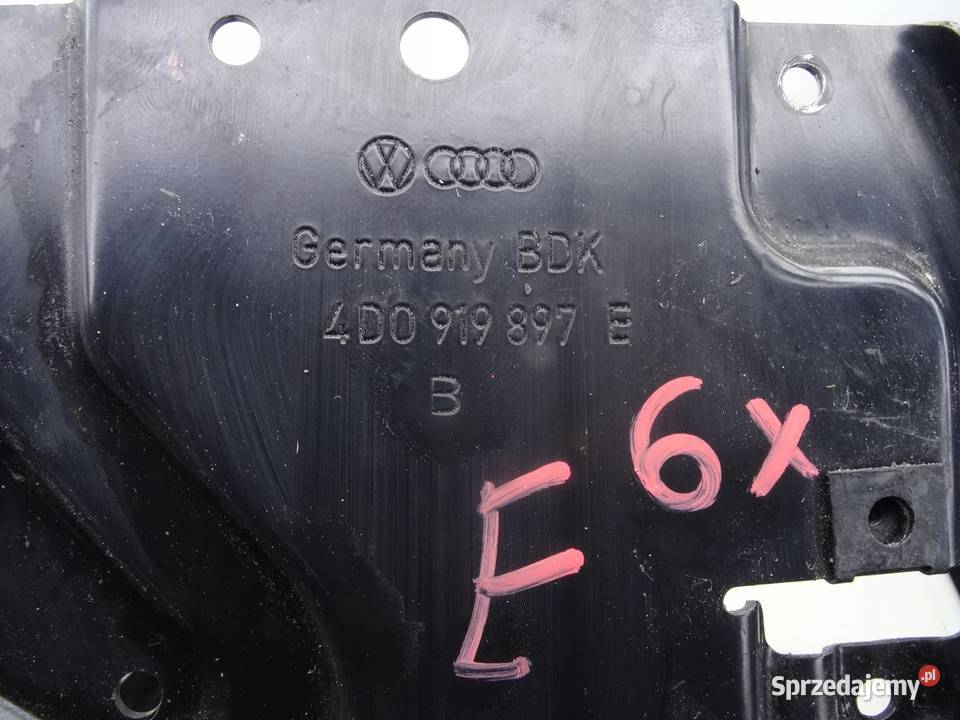 Germany BDK
4D0 919 897 E
B
6x
E
Sprzedajemy.pl